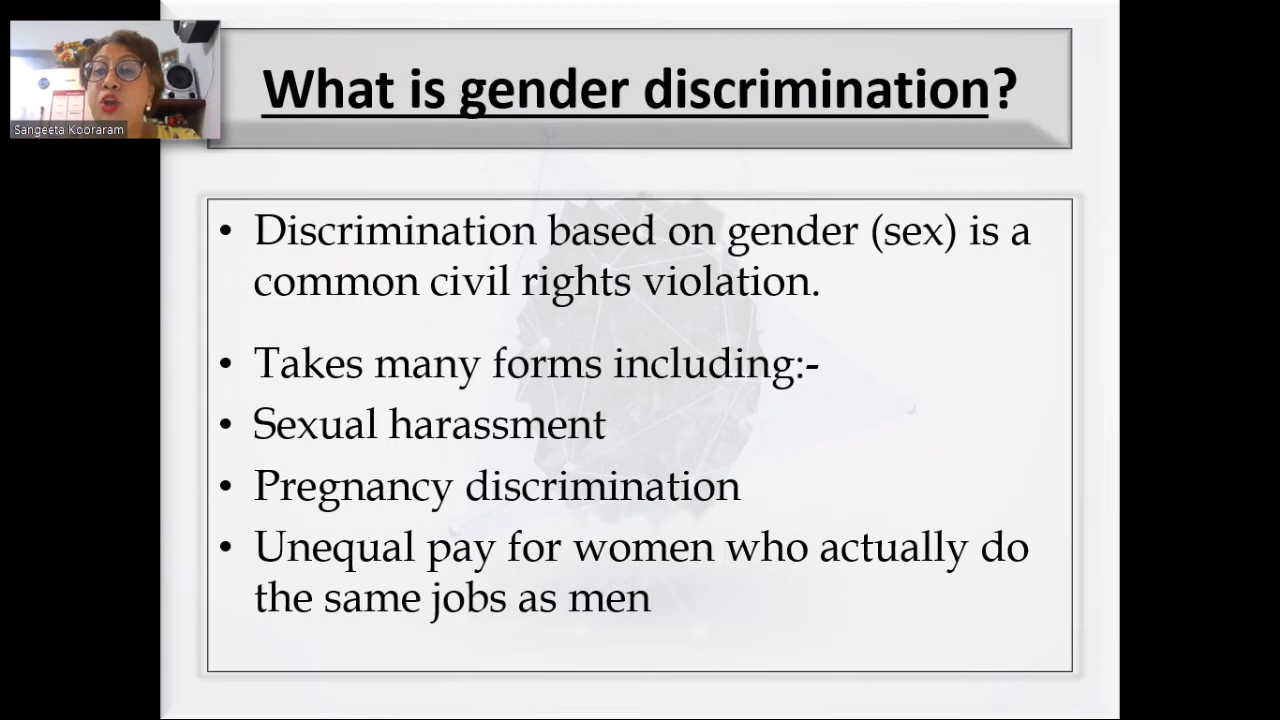 Sangeeta Kooraram
What is gender discrimination?
• Discrimination based on gender (sex) is a
common civil rights violation.
• Takes many forms including:-
• Sexual harassment
• Pregnancy discrimination
• Unequal pay for women who actually do
the same jobs as men